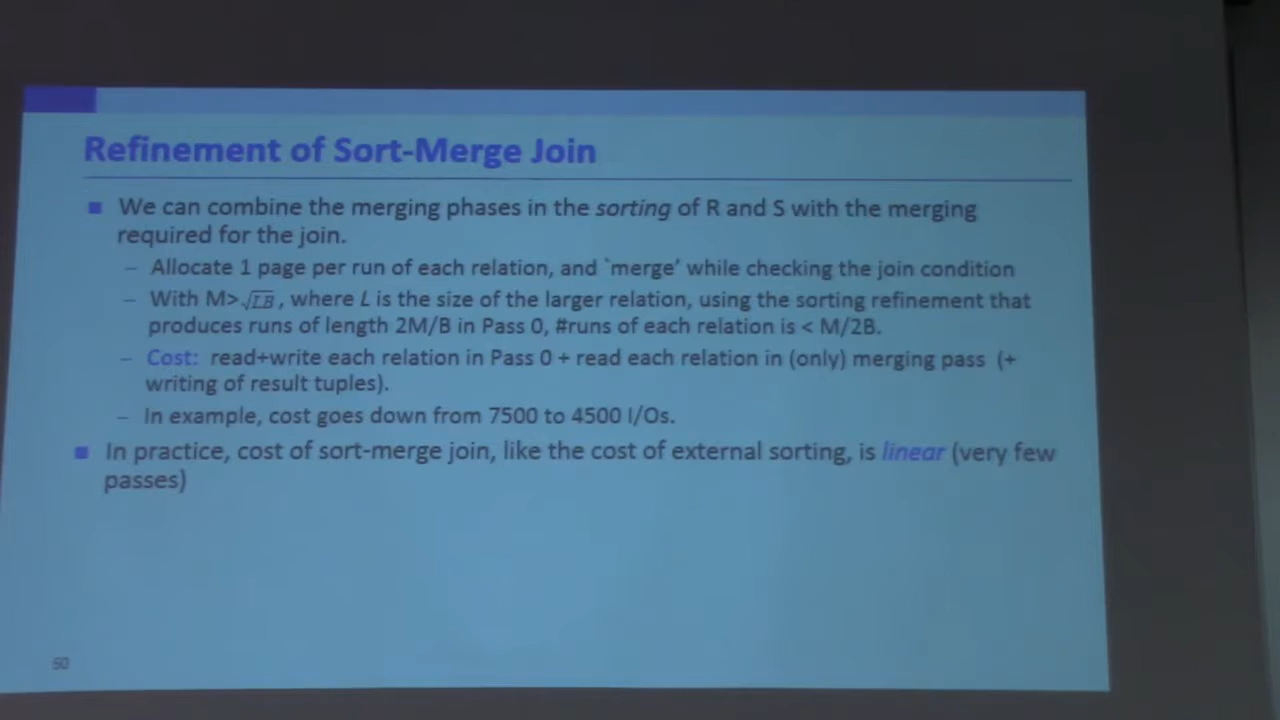 Refinement of Sort-Merge Join
We can combine the merging phases in the sorting of R and S with the merging
required for the join.
– Allocate 1 page per run of each relation, and `merge' while checking the join condition
– With M>√LB, where L is the size of the larger relation, using the sorting refinement that
produces runs of length 2M/B in Pass 0, #runs of each relation is < M/2B.
– Cost: read+write each relation in Pass 0 + read each relation in (only) merging pass (+
writing of result tuples).
– In example, cost goes down from 7500 to 4500 I/Os.
In practice, cost of sort-merge join, like the cost of external sorting, is linear (very few
passes)
50